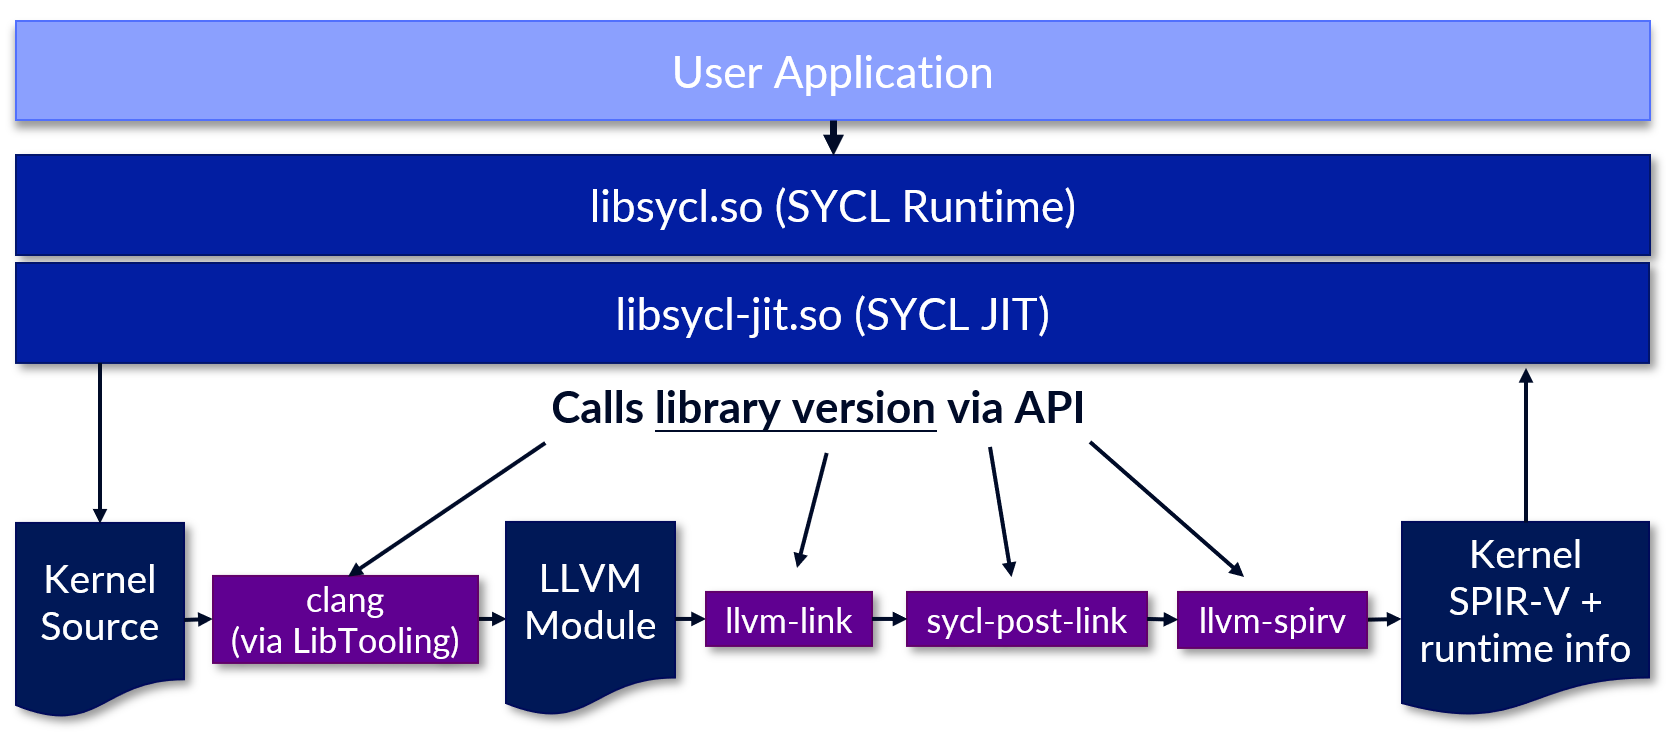 User Application
libsycl.so (SYCL Runtime)
libsycl-jit.so (SYCL JIT)
Calls library version via API
Kernel
Source
clang
(via LibTooling)
LLVM
Module
llvm-link
sycl-post-link
llvm-spirv
Kernel
SPIR-V +
runtime info